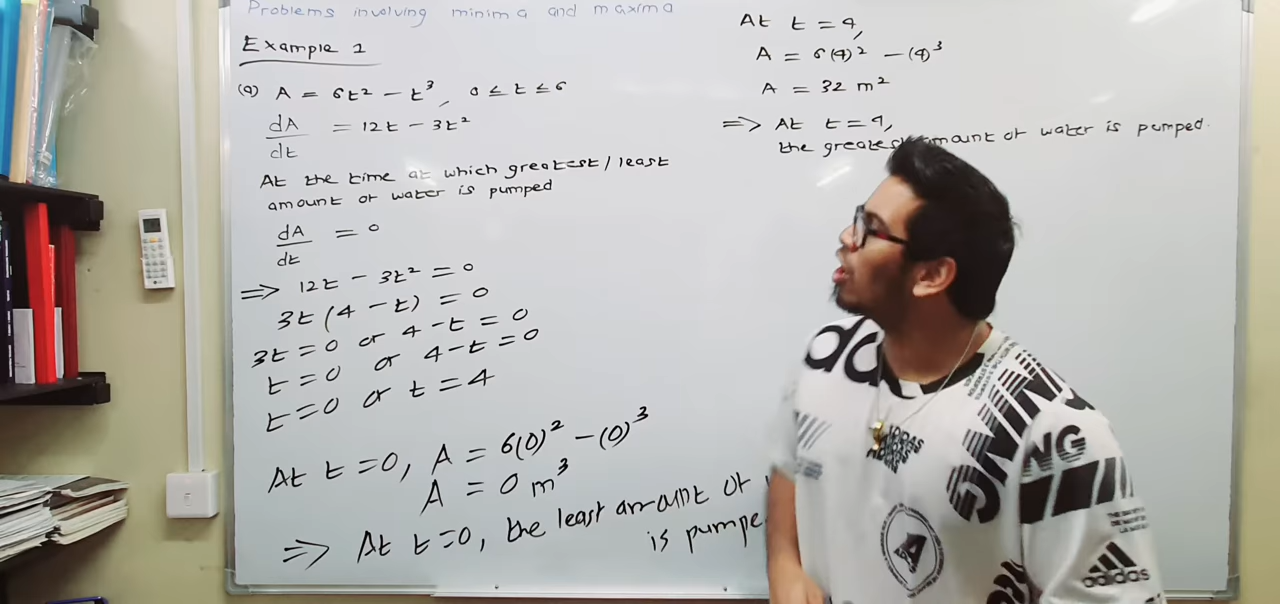 Problems involving minima and maxima
Example 1
(a) A = 6t² - t³, 0 ≤ t ≤ 6
dA/dt = 12t - 3t²
At the time at which greatest/least
amount of water is pumped
dA/dt = 0
=> 12t - 3t² = 0
3t(4 - t) = 0
3t = 0 or 4 - t = 0
t = 0 or 4 - t = 0
t = 0 or t = 4
At t = 0, A = 6(0)² - (0)³
A = 0 m³
=> At t = 0, the least amount of
is pumpe
At t = 4,
A = 6(4)² - (4)³
A = 32 m²
=> At t = 4,
the greatest amount of water is pumped.
adidas
ADIDAS
NG
adidas